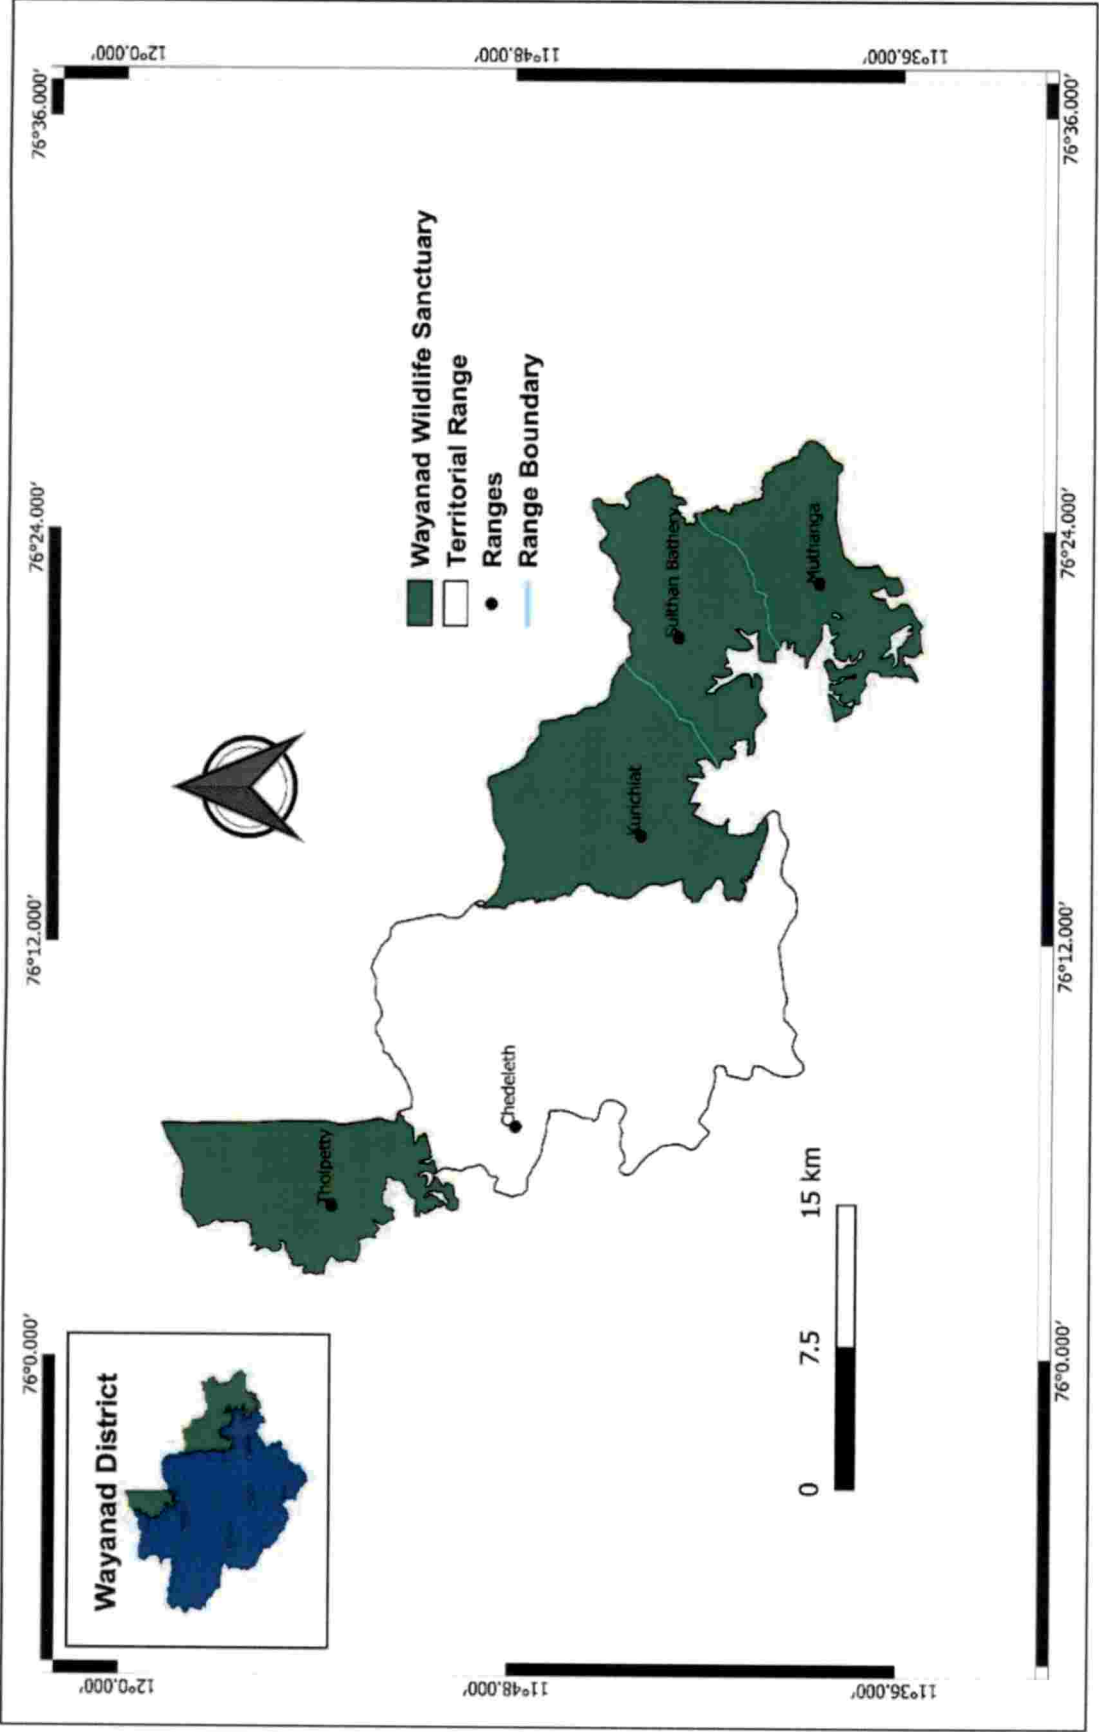 76°0.000'
76°12.000'
76°24.000'
76°36.000'
12°0.000'
12°0.000'
Wayanad District
Tholpetty
Wayanad Wildlife Sanctuary
Territorial Range
Ranges
Range Boundary
11°48.000'
11°48.000'
Chedeleth
Kurichiat
Sulthan Bathery
Muthanga
0 7.5 15 km
11°36.000'
11°36.000'
76°0.000'
76°12.000'
76°24.000'
76°36.000'